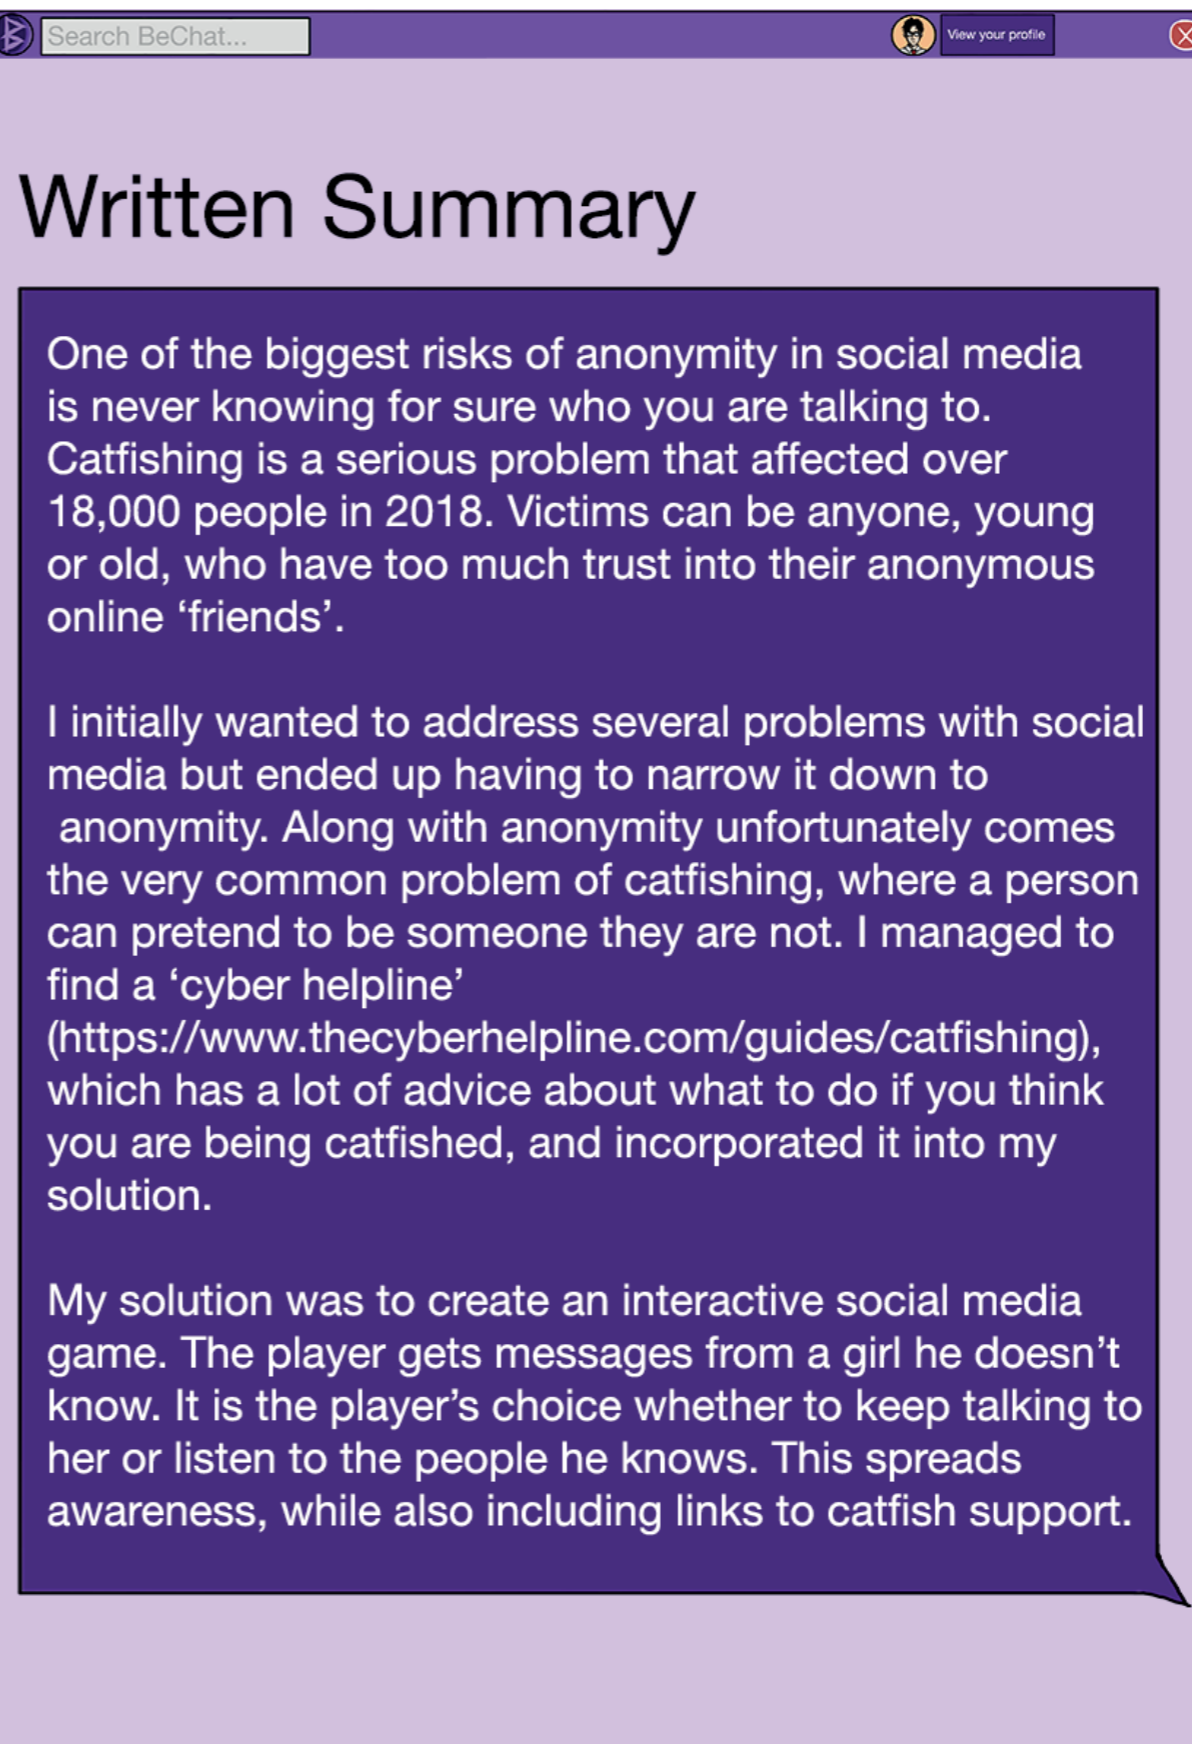 Search BeChat...
View your profile
Written Summary
One of the biggest risks of anonymity in social media
is never knowing for sure who you are talking to.
Catfishing is a serious problem that affected over
18,000 people in 2018. Victims can be anyone, young
or old, who have too much trust into their anonymous
online ‘friends’.
I initially wanted to address several problems with social
media but ended up having to narrow it down to
anonymity. Along with anonymity unfortunately comes
the very common problem of catfishing, where a person
can pretend to be someone they are not. I managed to
find a ‘cyber helpline’
(https://www.thecyberhelpline.com/guides/catfishing),
which has a lot of advice about what to do if you think
you are being catfished, and incorporated it into my
solution.
My solution was to create an interactive social media
game. The player gets messages from a girl he doesn’t
know. It is the player’s choice whether to keep talking to
her or listen to the people he knows. This spreads
awareness, while also including links to catfish support.